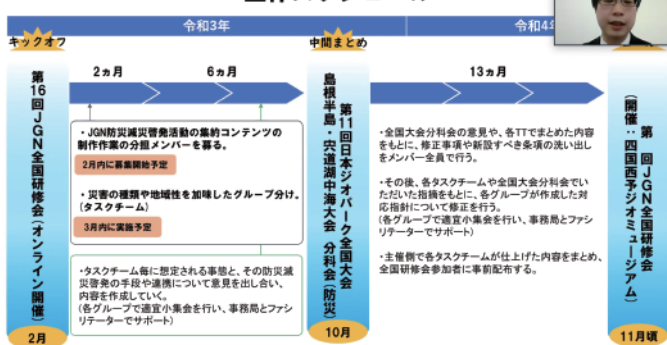 令和3年
令和4年
キックオフ
中間まとめ
2ヵ月
6ヵ月
13ヵ月
第16回JGN全国研修会(オンライン開催)
2月
・JGN防災減災啓発活動の集約コンテンツの
制作作業の分担メンバーを募る。
2月内に募集開始予定
・災害の種類や地域性を加味したグループ分け。
(タスクチーム)
3月内に実施予定
・タスクチーム毎に想定される事態と、その防災減
災啓発の手段や連携について意見を出し合い、
内容を作成していく。
(各グループで適宜小集会を行い、事務局とファシ
リテーターでサポート)
第11回日本ジオパーク全国大会
島根半島・宍道湖中海大会 分科会(防災)
10月
・全国大会分科会の意見や、各TTでまとめた内容
をもとに、修正事項や新設すべき条項の洗い出し
をメンバー全員で行う。
・その後、各タスクチームや全国大会分科会でい
ただいた指摘をもとに、各グループが作成した対
応指針について修正を行う。
(各グループで適宜小集会を行い、事務局とファシ
リテーターでサポート)
・主催側で各タスクチームが仕上げた内容をまとめ、
全国研修会参加者に事前配布する。
第 回JGN全国研修会
(開催:四国西予ジオミュージアム)
11月頃